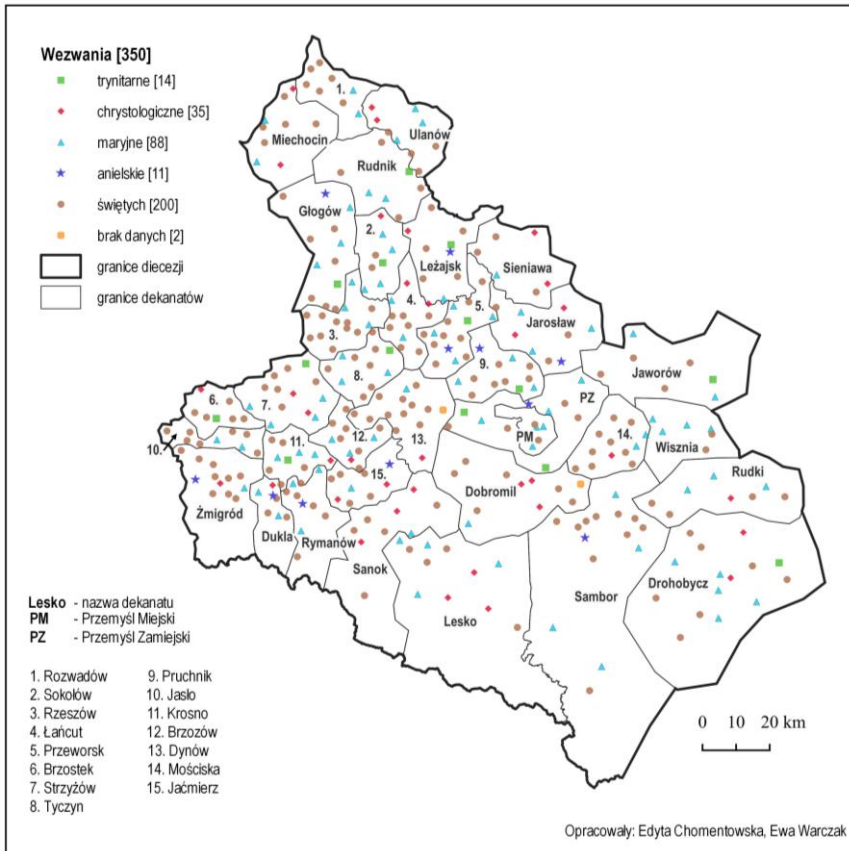 Wezwania [350]
trynitarne [14]
chrystologiczne [35]
maryjne [88]
anielskie [11]
świętych [200]
brak danych [2]
granice diecezji
granice dekanatów
1.
Miechocin
Ulanów
Rudnik
Głogów
2.
Leżajsk
Sieniawa
4.
5.
Jarosław
3.
9.
8.
Jaworów
6.
7.
PZ
PM
10.
11.
12.
13.
14.
Wisznia
15.
Dobromil
Rudki
Żmigród
Dukla
Rymanów
Sanok
Lesko
Sambor
Drohobycz
Lesko - nazwa dekanatu
PM - Przemyśl Miejski
PZ - Przemyśl Zamiejski
1. Rozwadów
2. Sokołów
3. Rzeszów
4. Łańcut
5. Przeworsk
6. Brzostek
7. Strzyżów
8. Tyczyn
9. Pruchnik
10. Jasło
11. Krosno
12. Brzozów
13. Dynów
14. Mościska
15. Jaćmierz
0 10 20 km
Opracowały: Edyta Chomentowska, Ewa Warczak